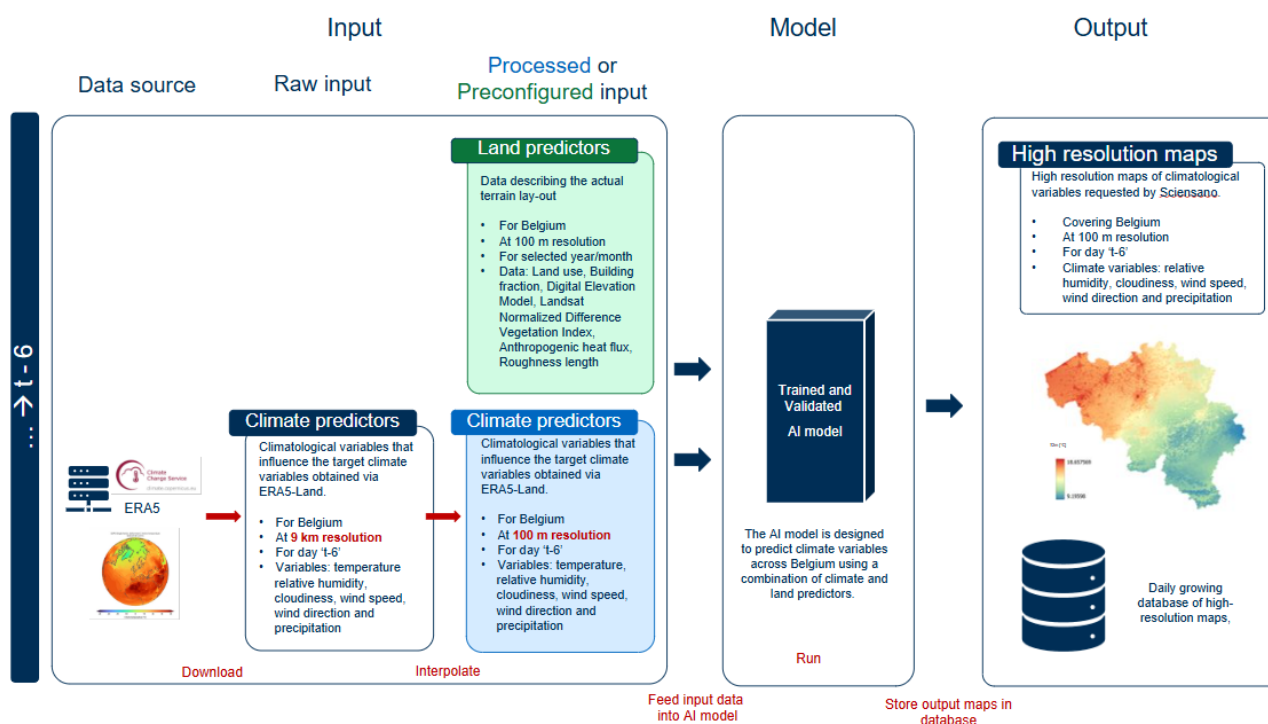 Input
Model
Output
Data source
Raw input
Processed or
Preconfigured input
... → t - 6
Land predictors
Data describing the actual
terrain lay-out
• For Belgium
• At 100 m resolution
• For selected year/month
• Data: Land use, Building
fraction, Digital Elevation
Model, Landsat
Normalized Difference
Vegetation Index,
Anthropogenic heat flux,
Roughness length
Climate
Change Service
climate.copernicus.eu
ERA5
Climate predictors
Climatological variables that
influence the target climate
variables obtained via
ERA5-Land.
• For Belgium
• At 9 km resolution
• For day 't-6'
• Variables: temperature
relative humidity,
cloudiness, wind speed,
wind direction and
precipitation
Climate predictors
Climatological variables that
influence the target climate
variables obtained via
ERA5-Land.
• For Belgium
• At 100 m resolution
• For day 't-6'
• Variables: temperature,
relative humidity,
cloudiness, wind speed,
wind direction and
precipitation
Download
Interpolate
Feed input data
into AI model
Trained and
Validated
AI model
The AI model is designed
to predict climate variables
across Belgium using a
combination of climate and
land predictors.
Run
Store output maps in
database
High resolution maps
High resolution maps of climatological
variables requested by Sciensano.
• Covering Belgium
• At 100 m resolution
• For day 't-6'
• Climate variables: relative
humidity, cloudiness, wind speed,
wind direction and precipitation
Daily growing
database of high-
resolution maps,